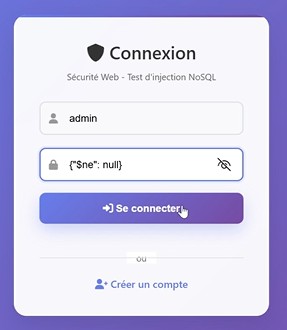 Connexion
Sécurité Web - Test d'injection NoSQL
admin
{"$ne": null}
Se connecter
ou
Créer un compte